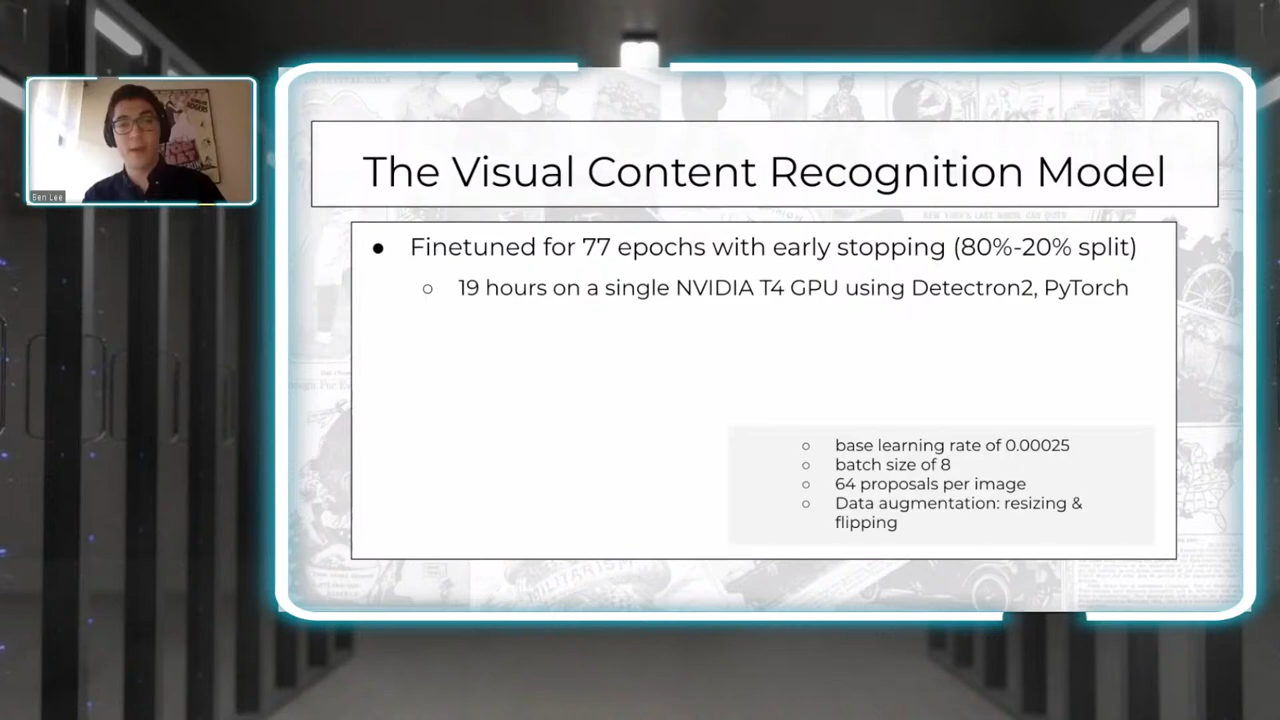 Ben Lee
The Visual Content Recognition Model
● Finetuned for 77 epochs with early stopping (80%-20% split)
○ 19 hours on a single NVIDIA T4 GPU using Detectron2, PyTorch
○ base learning rate of 0.00025
○ batch size of 8
○ 64 proposals per image
○ Data augmentation: resizing &
flipping